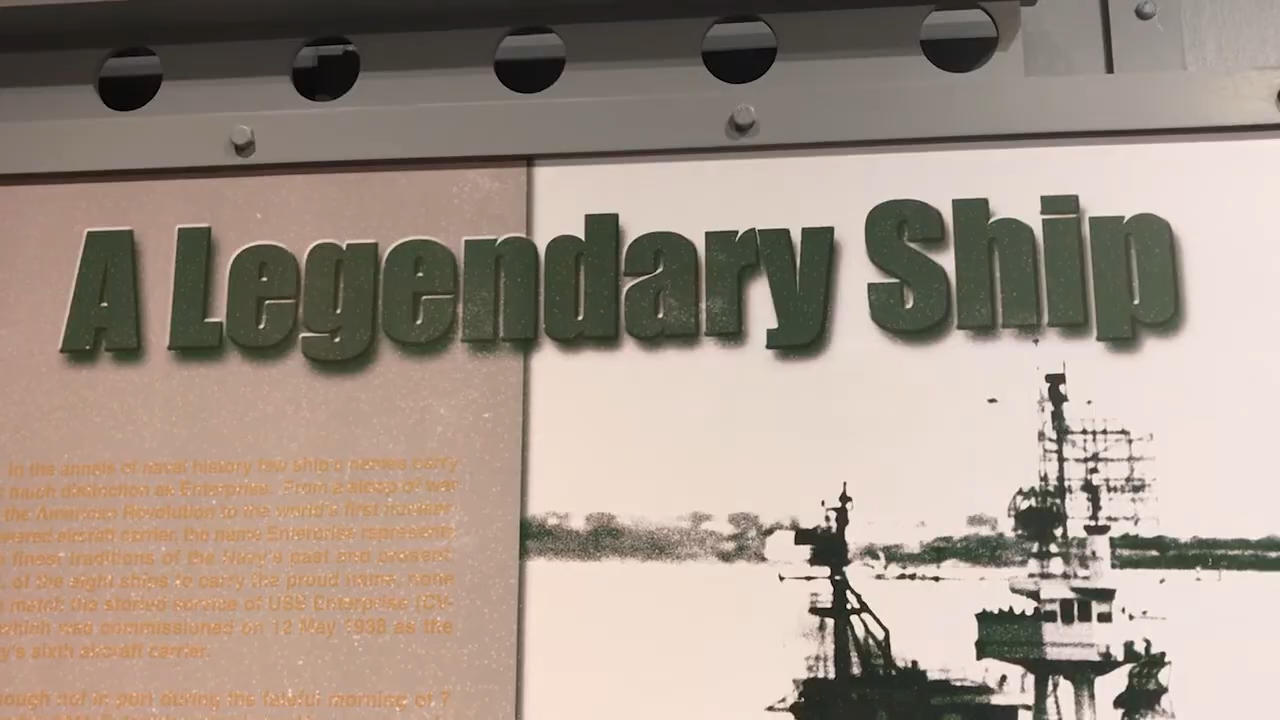 A Legendary Ship
In the annals of naval history few ship's names carry
much distinction as Enterprise. From a sloop of war
the American Revolution to the world's first nuclear
powered aircraft carrier, the name Enterprise represents
finest traditions of the Navy's past and present.
of the eight ships to carry the proud name, none
match the storied service of USS Enterprise (CV-
which was commissioned on 12 May 1938 as the
sixth aircraft carrier.
not in port during the fateful morning of 7